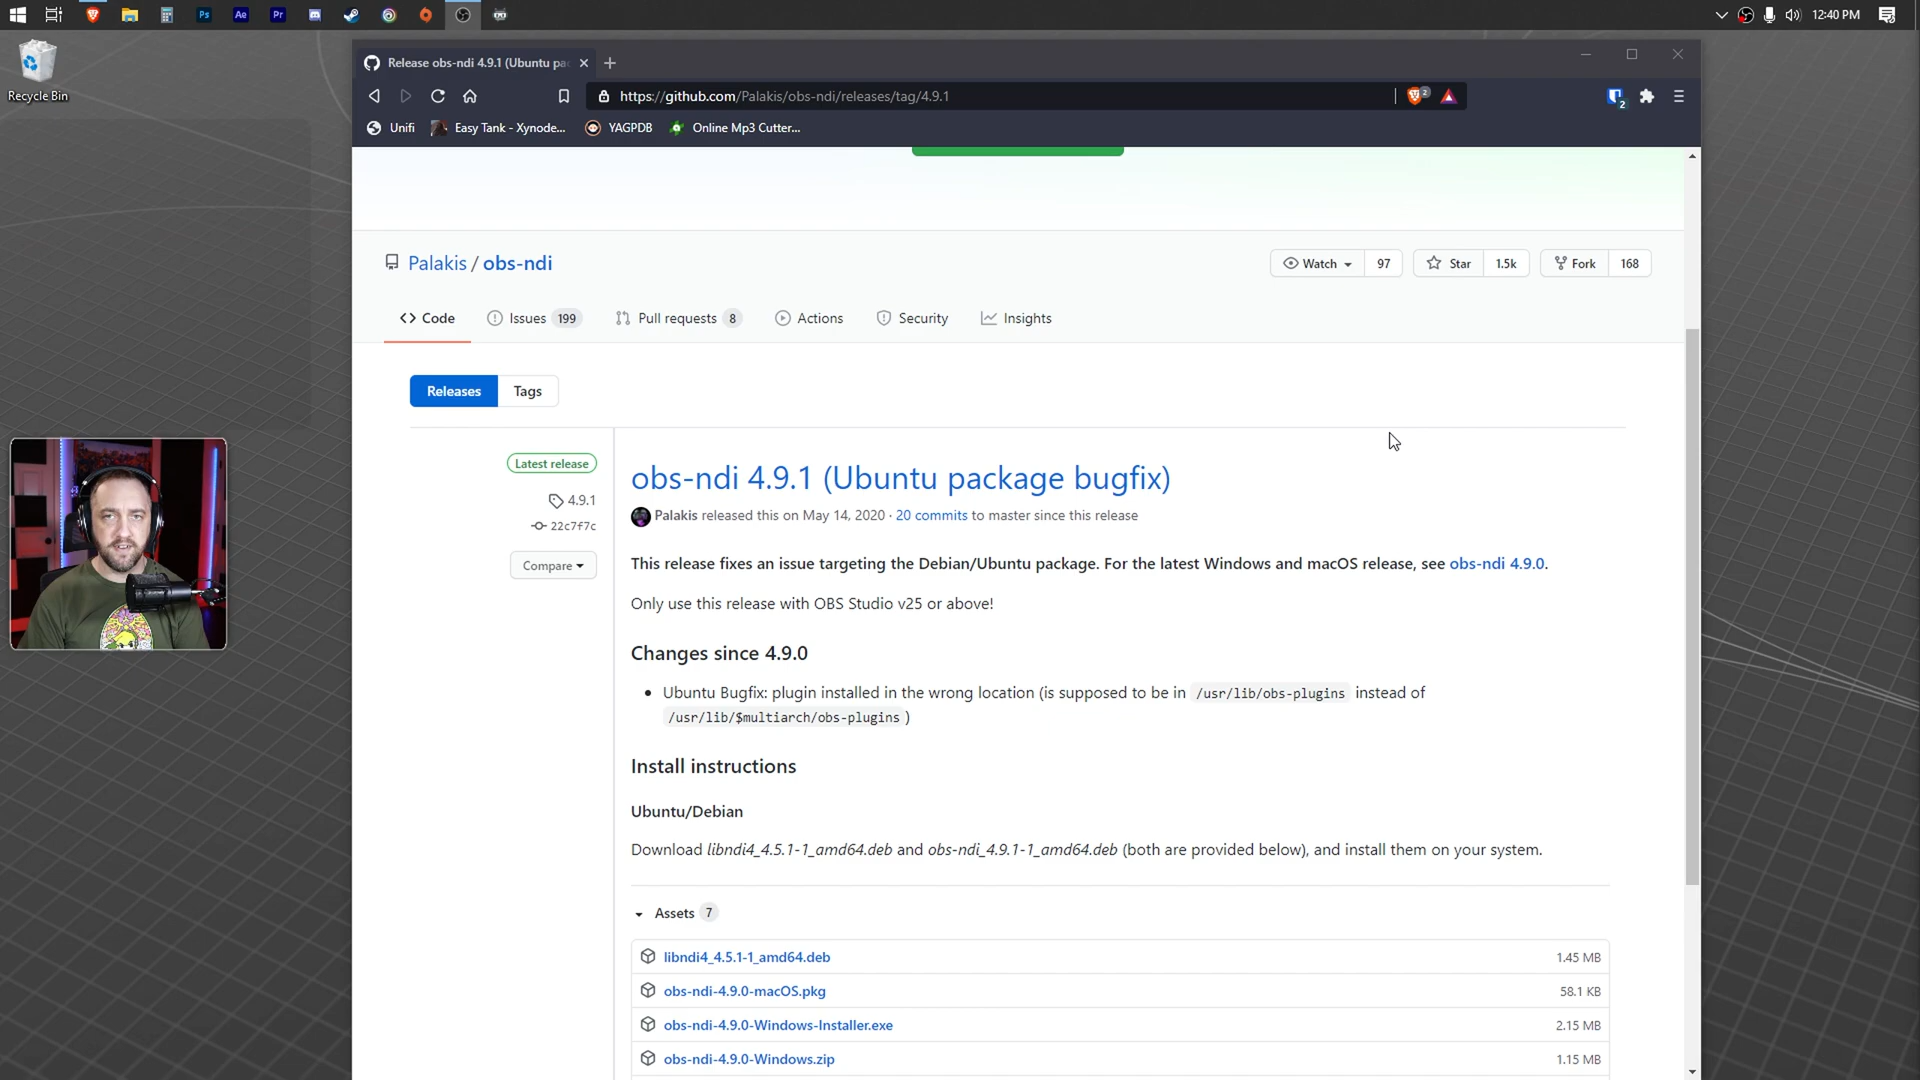 Ps
Ae
Pr
12:40 PM
Recycle Bin
Release obs-ndi 4.9.1 (Ubuntu pac
https://github.com/Palakis/obs-ndi/releases/tag/4.9.1
2
2
Unifi
Easy Tank - Xynode...
YAGPDB
Online Mp3 Cutter...
Palakis / obs-ndi
Watch 97
Star 1.5k
Fork 168
Code
Issues 199
Pull requests 8
Actions
Security
Insights
Releases
Tags
Latest release
4.9.1
22c7f7c
Compare
obs-ndi 4.9.1 (Ubuntu package bugfix)
Palakis released this on May 14, 2020 · 20 commits to master since this release
This release fixes an issue targeting the Debian/Ubuntu package. For the latest Windows and macOS release, see obs-ndi 4.9.0.
Only use this release with OBS Studio v25 or above!
Changes since 4.9.0
• Ubuntu Bugfix: plugin installed in the wrong location (is supposed to be in /usr/lib/obs-plugins instead of
/usr/lib/$multiarch/obs-plugins )
Install instructions
Ubuntu/Debian
Download libndi4_4.5.1-1_amd64.deb and obs-ndi_4.9.1-1_amd64.deb (both are provided below), and install them on your system.
Assets 7
libndi4_4.5.1-1_amd64.deb 1.45 MB
obs-ndi-4.9.0-macOS.pkg 58.1 KB
obs-ndi-4.9.0-Windows-Installer.exe 2.15 MB
obs-ndi-4.9.0-Windows.zip 1.15 MB